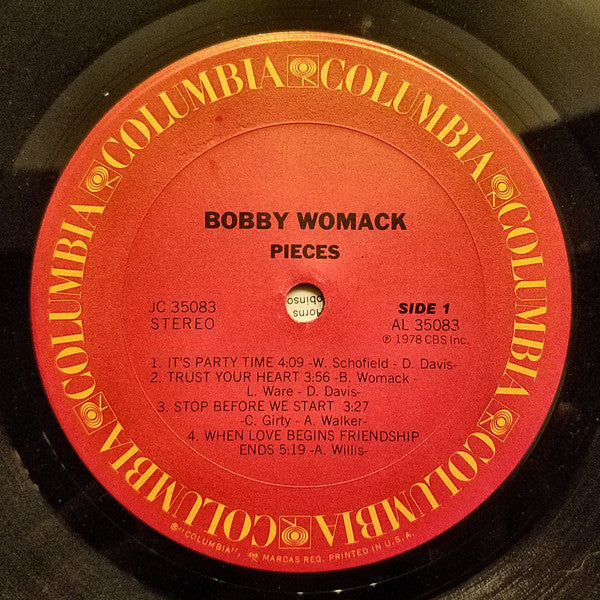 COLUMBIA COLUMBIA COLUMBIA COLUMBIA COLUMBIA COLUMBIA
BOBBY WOMACK
PIECES
JC 35083
STEREO
Horns
obinso
SIDE 1
AL 35083
℗ 1978 CBS Inc.
1. IT'S PARTY TIME 4:09 -W. Schofield - D. Davis-
2. TRUST YOUR HEART 3:56 -B. Womack -
L. Ware - D. Davis-
3. STOP BEFORE WE START 3:27
-C. Girty - A. Walker-
4. WHEN LOVE BEGINS FRIENDSHIP
ENDS 5:19 -A. Willis-
® "COLUMBIA", MARCAS REG. PRINTED IN U.S.A.